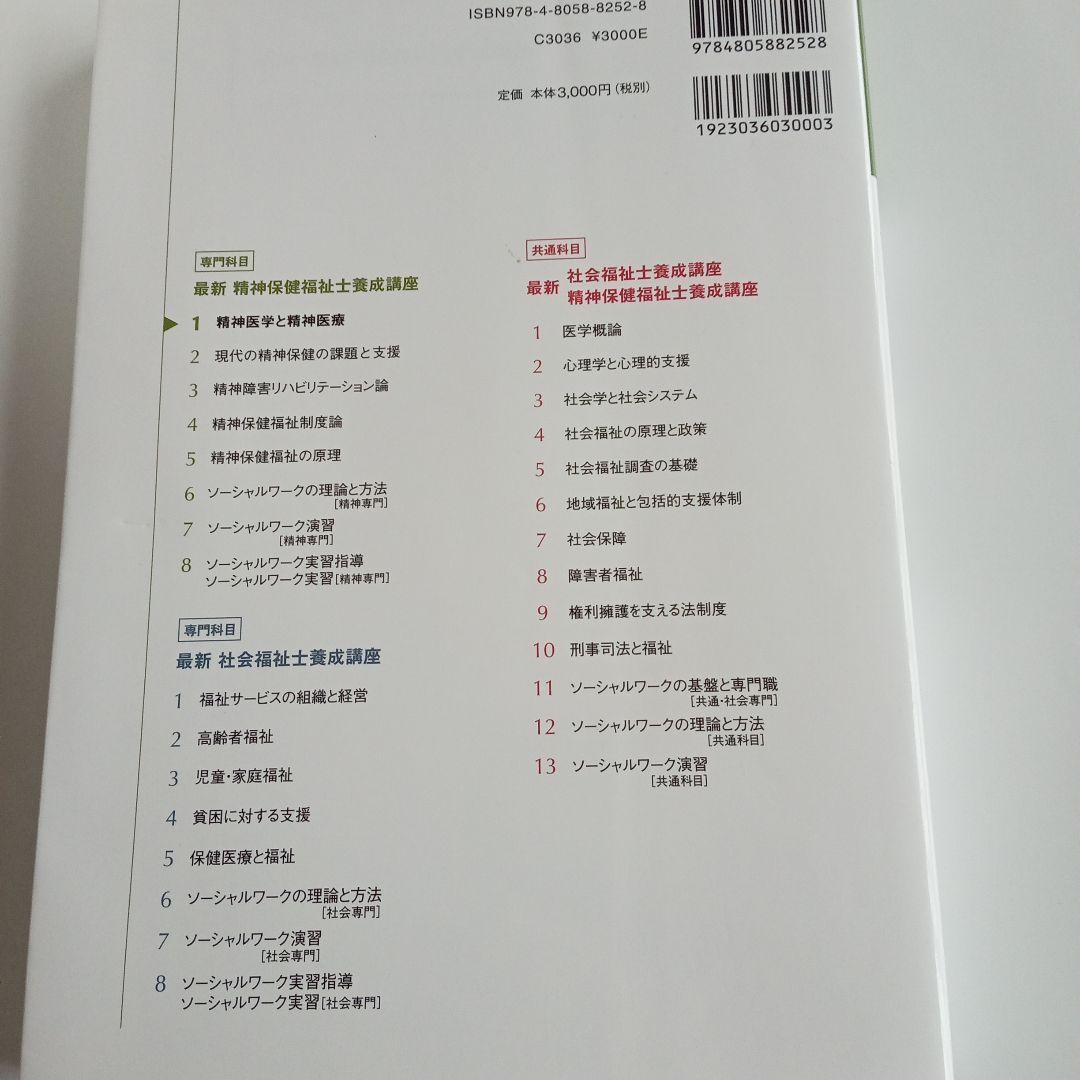 ISBN978-4-8058-8252-8
C3036 ¥3000E
9784805882528
定価 本体3,000円(税別)
1923036030003
専門科目
最新 精神保健福祉士養成講座
▶ 1 精神医学と精神医療
2 現代の精神保健の課題と支援
3 精神障害リハビリテーション論
4 精神保健福祉制度論
5 精神保健福祉の原理
6 ソーシャルワークの理論と方法
[精神専門]
7 ソーシャルワーク演習
[精神専門]
8 ソーシャルワーク実習指導
ソーシャルワーク実習[精神専門]
専門科目
最新 社会福祉士養成講座
1 福祉サービスの組織と経営
2 高齢者福祉
3 児童・家庭福祉
4 貧困に対する支援
5 保健医療と福祉
6 ソーシャルワークの理論と方法
[社会専門]
7 ソーシャルワーク演習
[社会専門]
8 ソーシャルワーク実習指導
ソーシャルワーク実習[社会専門]
共通科目
最新 社会福祉士養成講座
精神保健福祉士養成講座
1 医学概論
2 心理学と心理的支援
3 社会学と社会システム
4 社会福祉の原理と政策
5 社会福祉調査の基礎
6 地域福祉と包括的支援体制
7 社会保障
8 障害者福祉
9 権利擁護を支える法制度
10 刑事司法と福祉
11 ソーシャルワークの基盤と専門職
[共通・社会専門]
12 ソーシャルワークの理論と方法
[共通科目]
13 ソーシャルワーク演習
[共通科目]